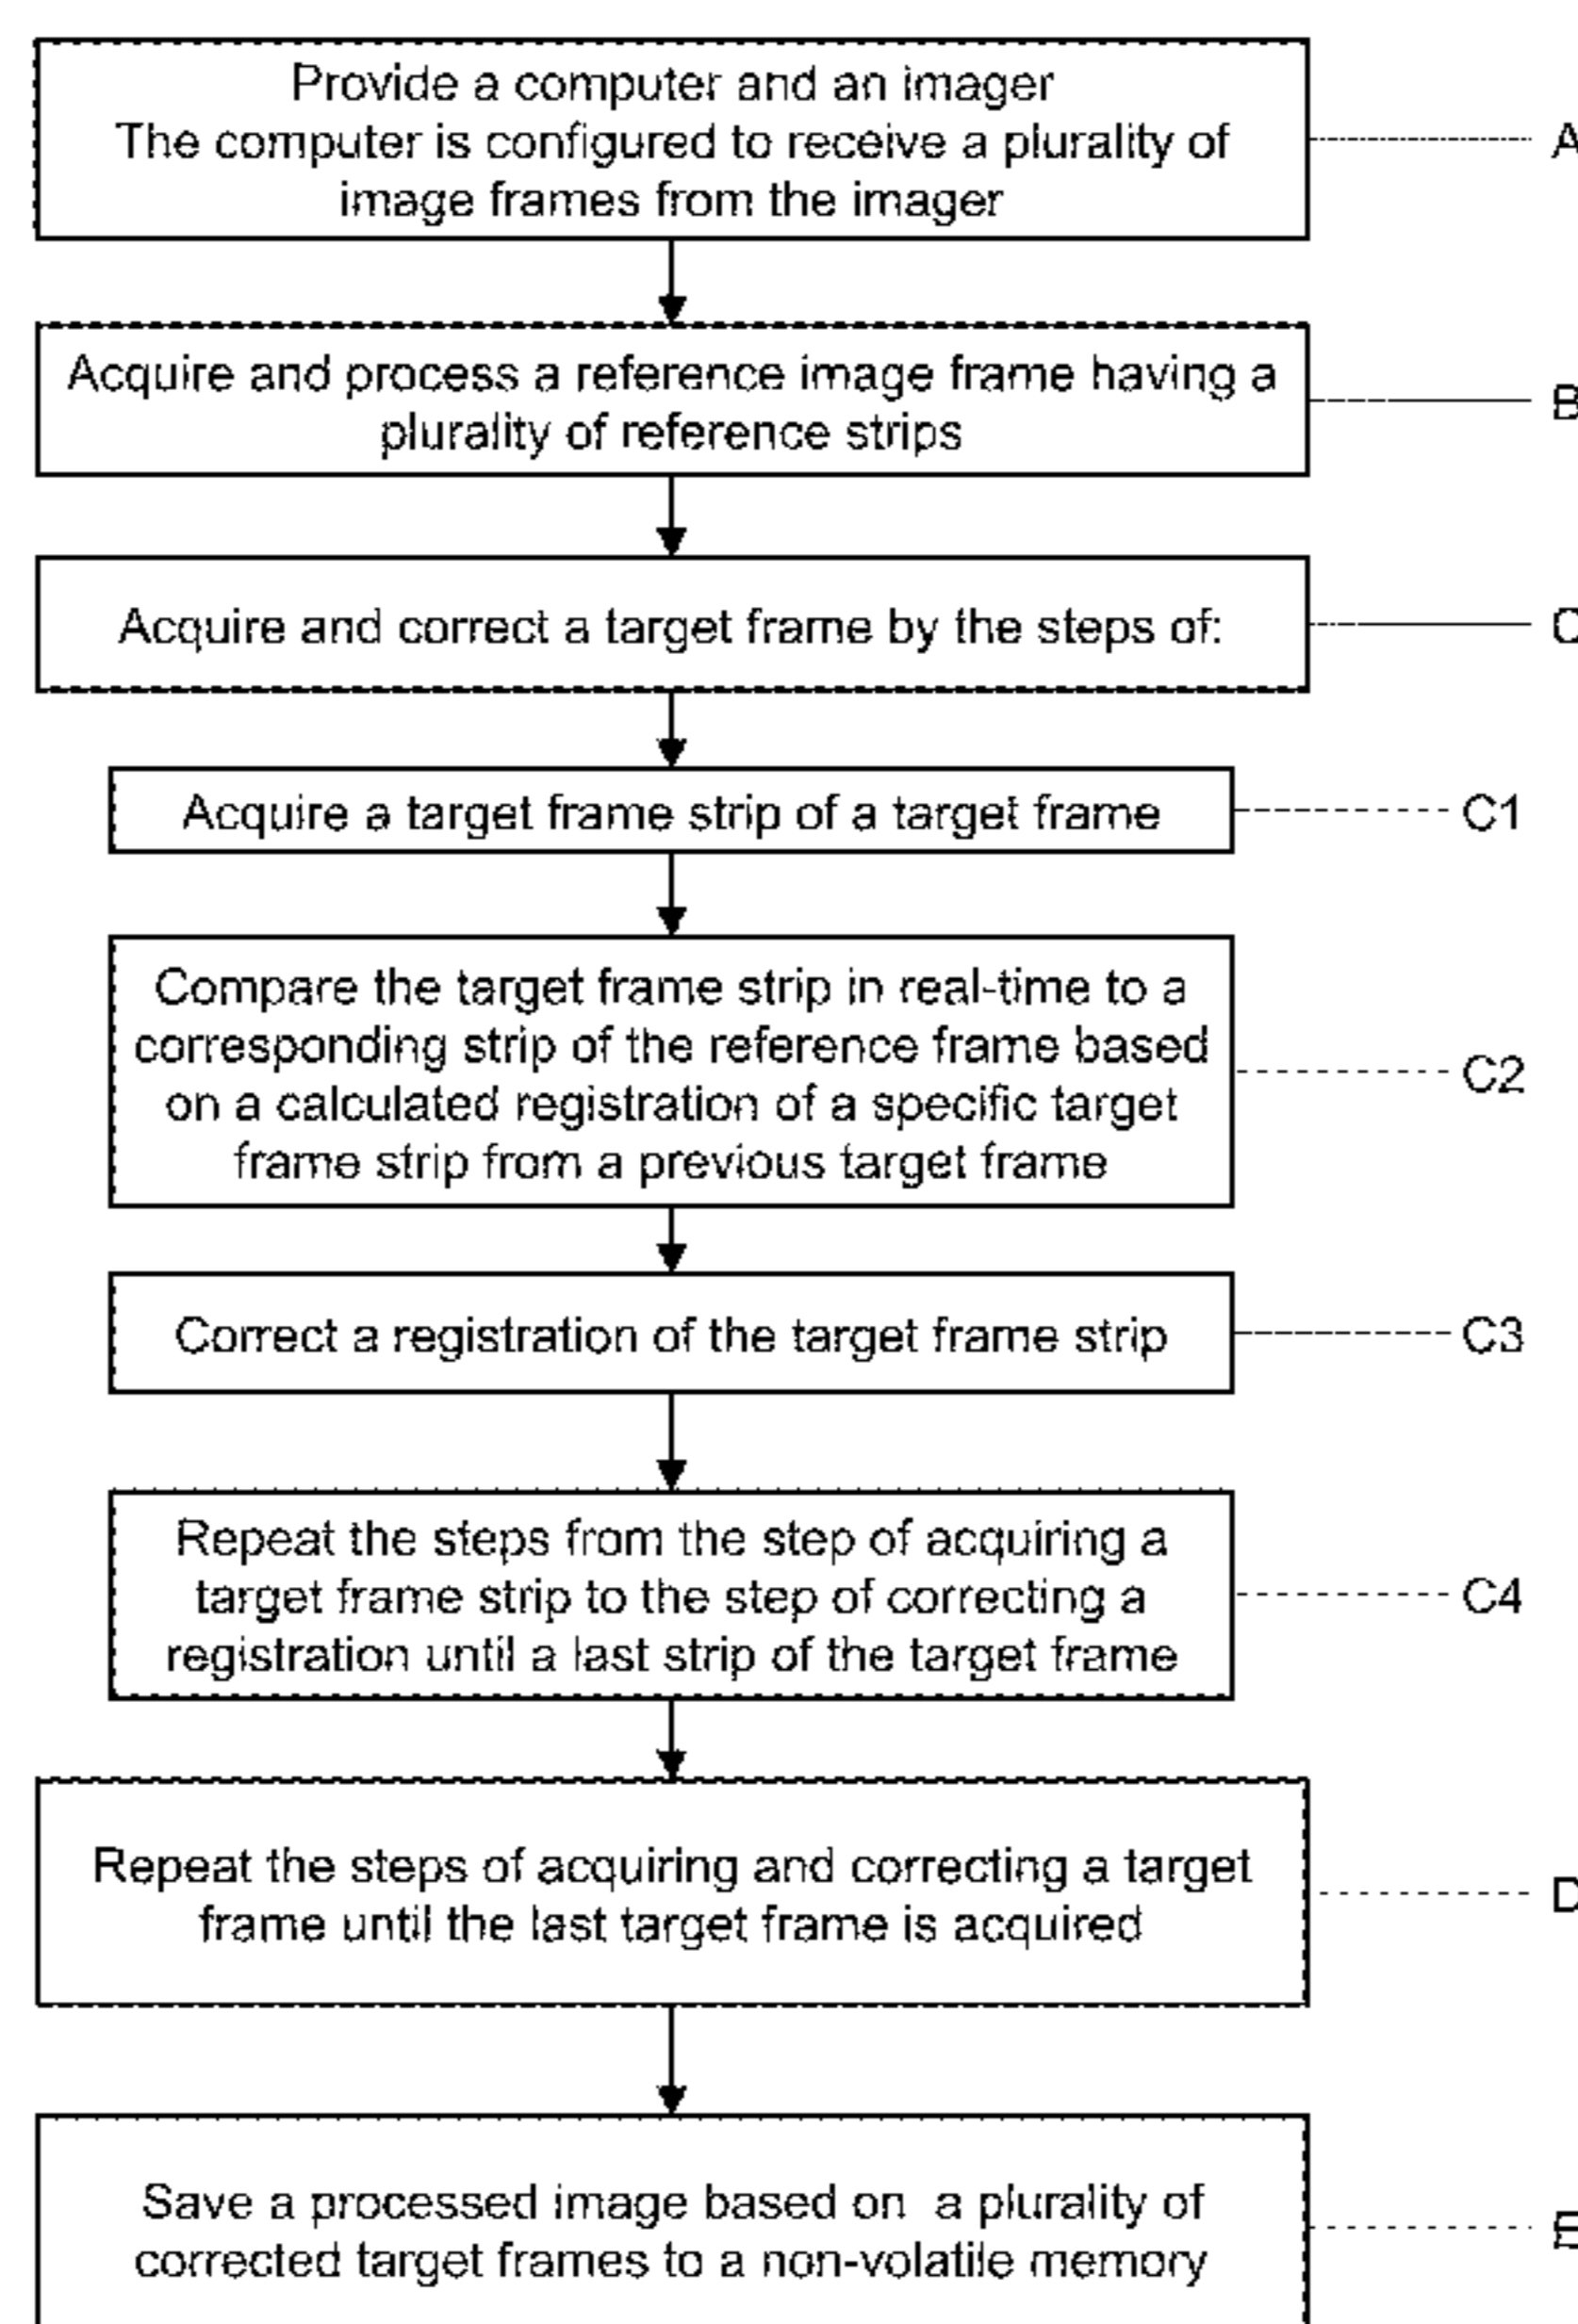 Provide a computer and an imager
The computer is configured to receive a plurality of
image frames from the imager
A
Acquire and process a reference image frame having a
plurality of reference strips
B
Acquire and correct a target frame by the steps of:
C
Acquire a target frame strip of a target frame
C1
Compare the target frame strip in real-time to a
corresponding strip of the reference frame based
on a calculated registration of a specific target
frame strip from a previous target frame
C2
Correct a registration of the target frame strip
C3
Repeat the steps from the step of acquiring a
target frame strip to the step of correcting a
registration until a last strip of the target frame
C4
Repeat the steps of acquiring and correcting a target
frame until the last target frame is acquired
D
Save a processed image based on a plurality of
corrected target frames to a non-volatile memory
E